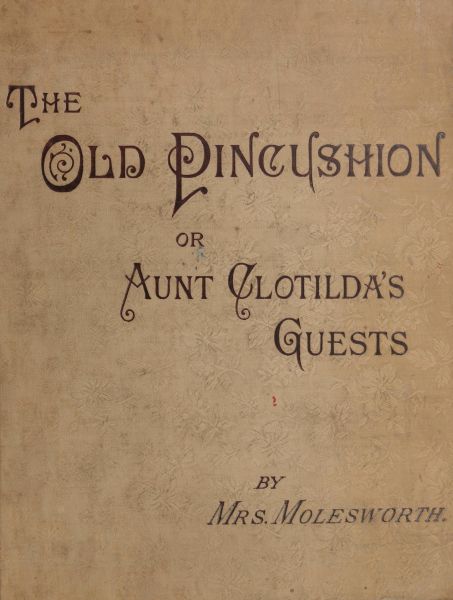 THE
OLD PINCUSHION
OR
AUNT CLOTILDA'S
GUESTS
BY
MRS. MOLESWORTH.